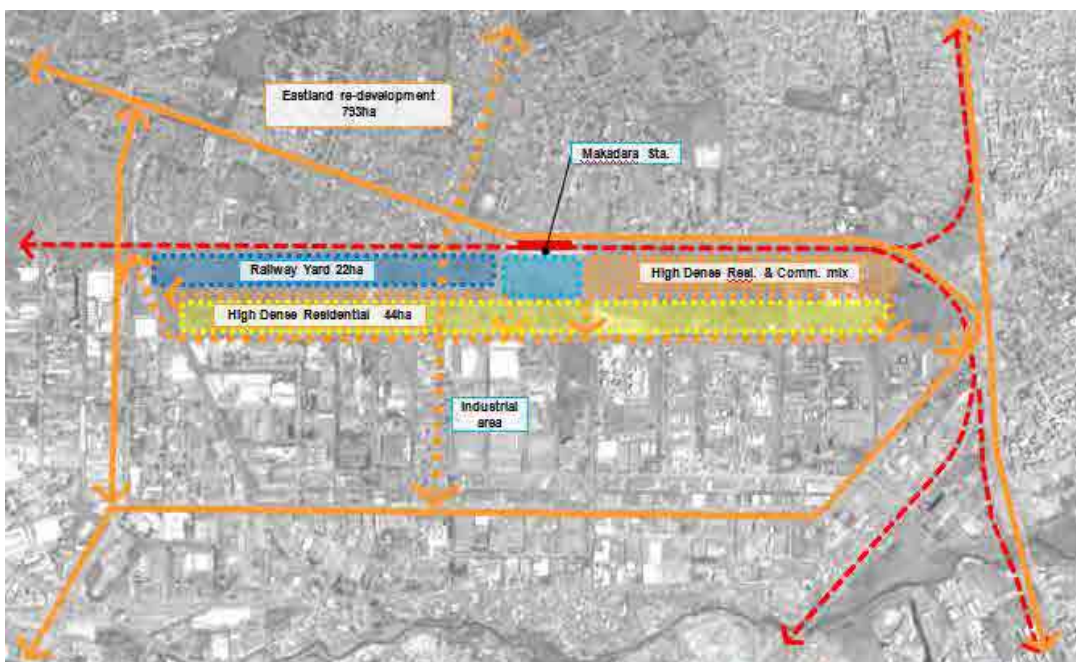 Eastland re-development
793ha
Makadara Sta.
Railway Yard 22ha
High Dense Resi. & Comm. mix
High Dense Residential 44ha
Industrial
area